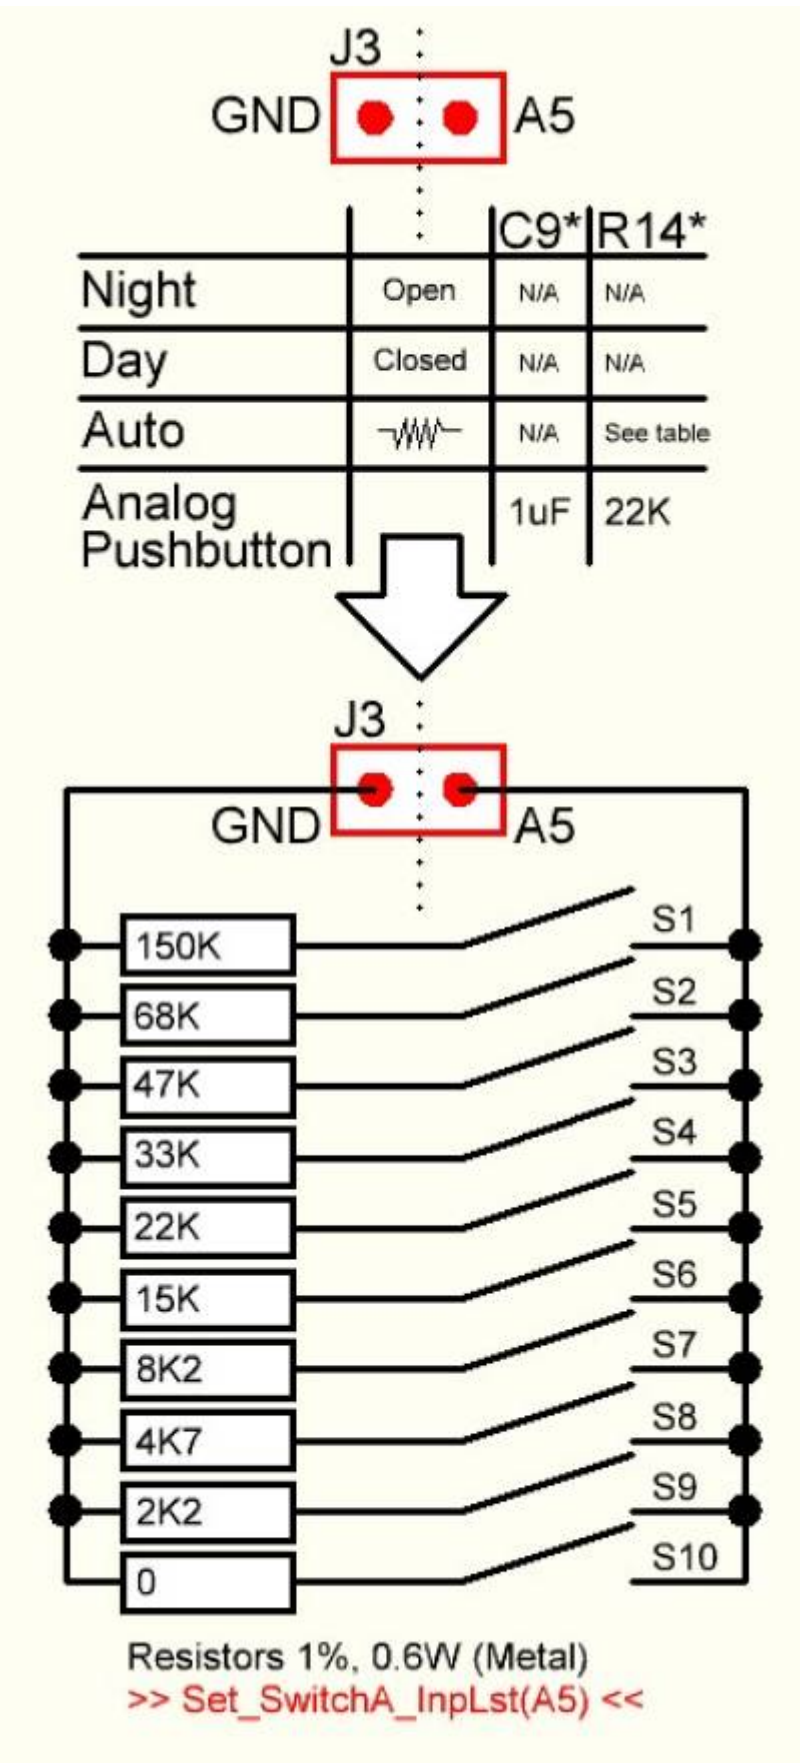 J3
GND A5
C9* R14*
Night Open N/A N/A
Day Closed N/A N/A
Auto N/A See table
Analog
Pushbutton 1uF 22K
J3
GND A5
150K S1
68K S2
47K S3
33K S4
22K S5
15K S6
8K2 S7
4K7 S8
2K2 S9
0 S10
Resistors 1%, 0.6W (Metal)
>> Set_SwitchA_InpLst(A5) <<